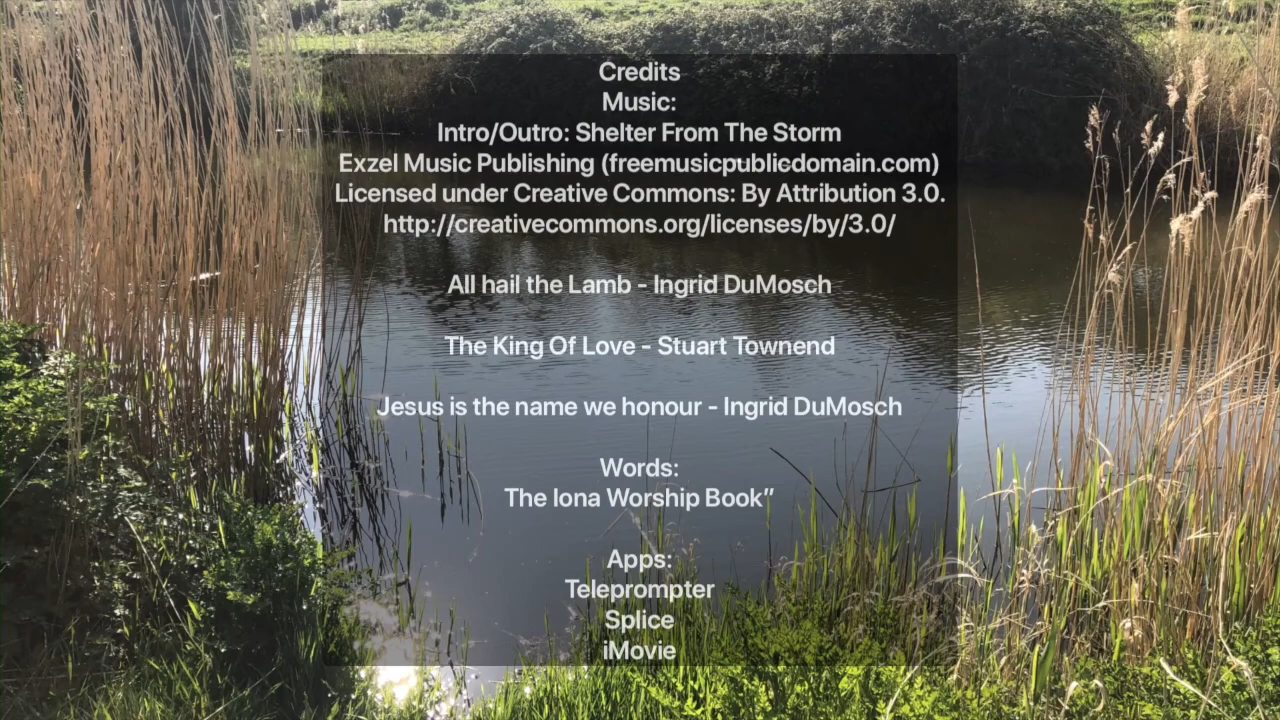 Credits
Music:
Intro/Outro: Shelter From The Storm
Exzel Music Publishing (freemusicpublicdomain.com)
Licensed under Creative Commons: By Attribution 3.0.
http://creativecommons.org/licenses/by/3.0/
All hail the Lamb - Ingrid DuMosch
The King Of Love - Stuart Townend
Jesus is the name we honour - Ingrid DuMosch
Words:
The Iona Worship Book”
Apps:
Teleprompter
Splice
iMovie